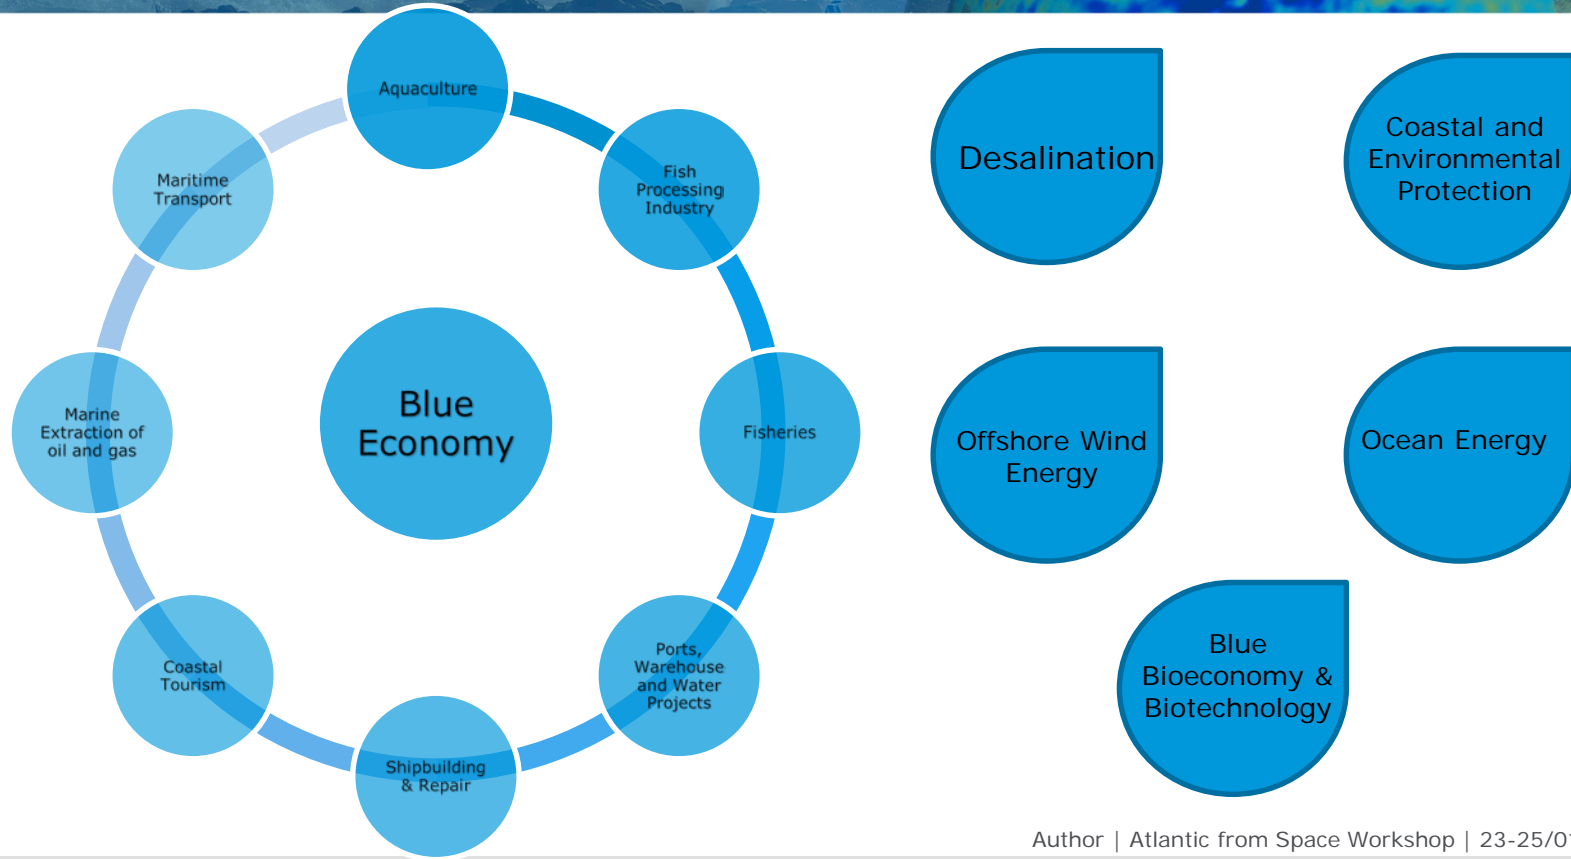 Aquaculture
Fish
Processing
Industry
Fisheries
Ports,
Warehouse
and Water
Projects
Shipbuilding
& Repair
Coastal
Tourism
Marine
Extraction of
oil and gas
Maritime
Transport
Blue
Economy
Desalination
Coastal and
Environmental
Protection
Offshore Wind
Energy
Ocean Energy
Blue
Bioeconomy &
Biotechnology
Author | Atlantic from Space Workshop | 23-25/01